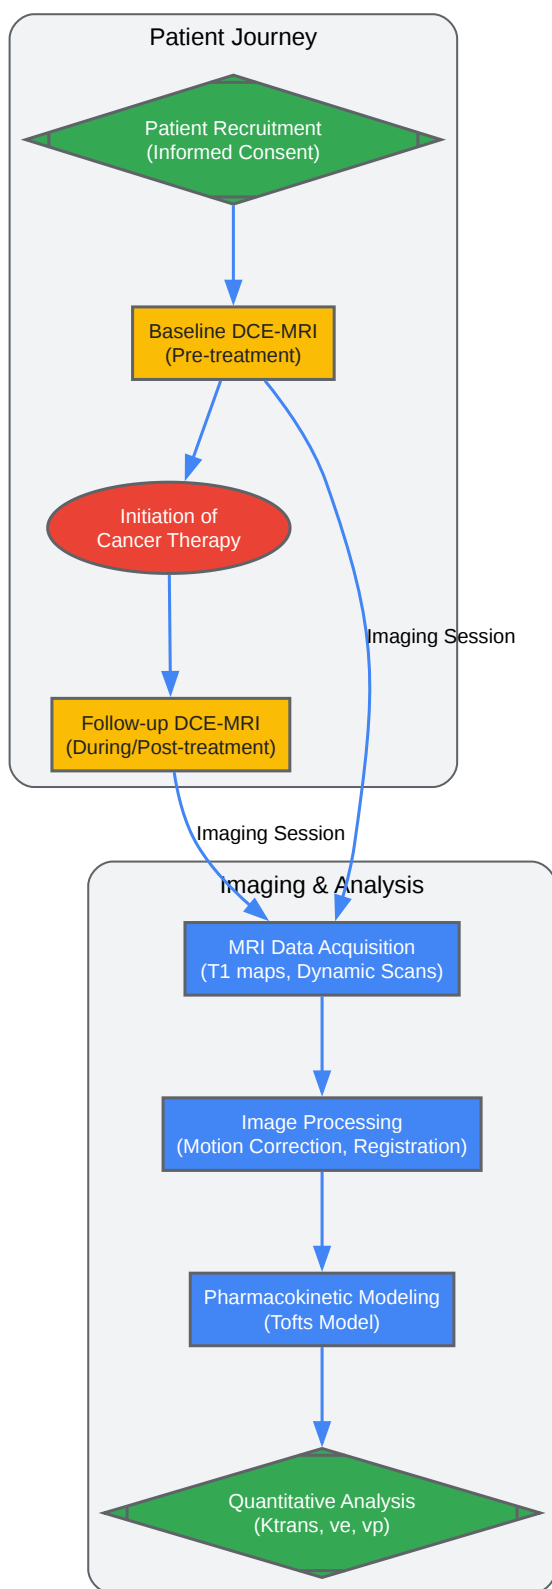 Patient Journey
Patient Recruitment
(Informed Consent)
Baseline DCE-MRI
(Pre-treatment)
Initiation of
Cancer Therapy
Imaging Session
Follow-up DCE-MRI
(During/Post-treatment)
Imaging Session
Imaging & Analysis
MRI Data Acquisition
(T1 maps, Dynamic Scans)
Image Processing
(Motion Correction, Registration)
Pharmacokinetic Modeling
(Tofts Model)
Quantitative Analysis
(Ktrans, ve, vp)